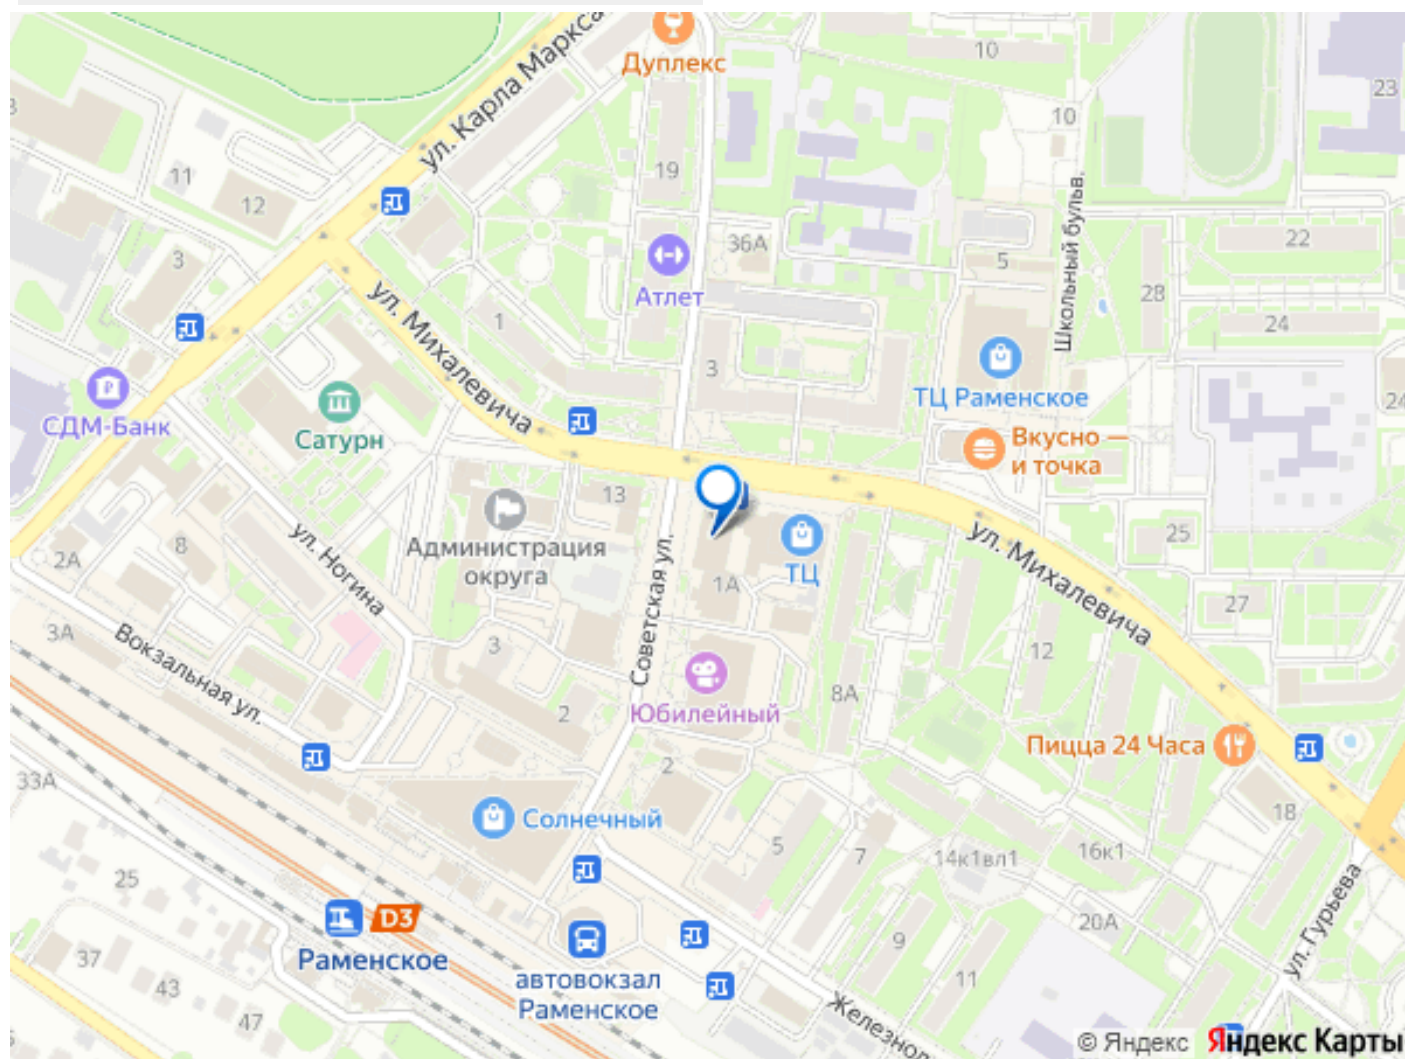 Дуплекс
ул. Карла Маркса
10
23
10
11
12
19
3
36А
Атлет
5
22
28
24
Школьный бульв.
1
ул. Михалевича
3
ТЦ Раменское
СДМ-Банк
Сатурн
24
Вкусно —
и точка
13
Администрация
округа
ТЦ
1А
25
ул. Михалевича
2А
8
ул. Ногина
Советская ул.
27
3А
Вокзальная ул.
3
12
2
Юбилейный
8А
Пицца 24 Часа
33А
2
18
Солнечный
5
7
14к1вл1
16к1
25
D3
Раменское
20А
ул. Гурьева
9
37
автовокзал
Раменское
11
43
47
Железнод
© Яндекс Яндекс Карты